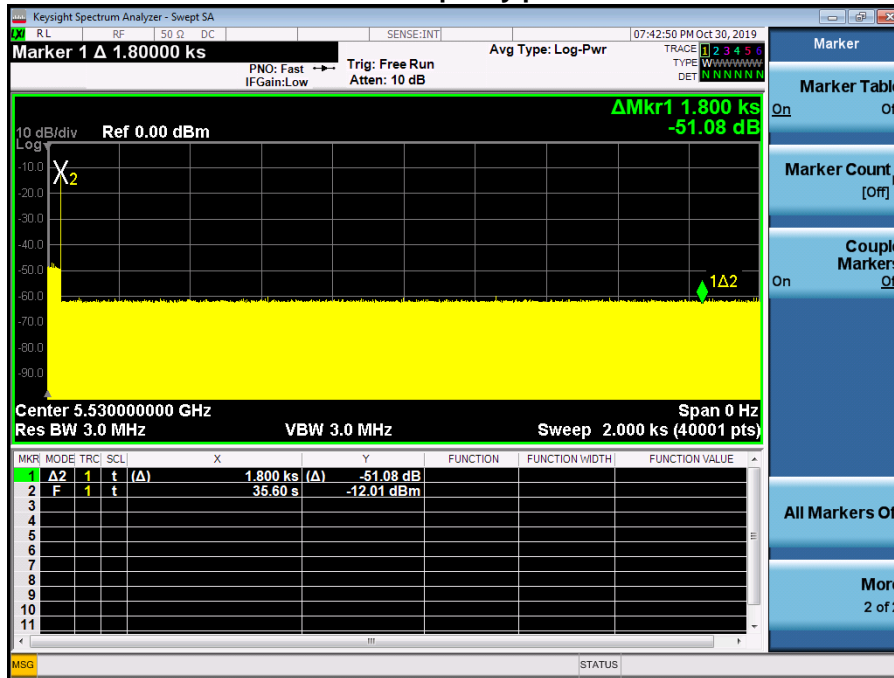 Keysight Spectrum Analyzer - Swept SA
LXI RL RF 50 Ω DC SENSE:INT 07:42:50 PM Oct 30, 2019
Marker 1 Δ 1.80000 ks
PNO: Fast
IFGain:Low
Trig: Free Run
Atten: 10 dB
Avg Type: Log-Pwr
TRACE 1 2 3 4 5 6
TYPE WWWWWW
DET N N N N N N
ΔMkr1 1.800 ks
-51.08 dB
10 dB/div Ref 0.00 dBm
Log
-10.0
-20.0
-30.0
-40.0
-50.0
-60.0
-70.0
-80.0
-90.0
X2
1Δ2
Center 5.530000000 GHz Span 0 Hz
Res BW 3.0 MHz VBW 3.0 MHz Sweep 2.000 ks (40001 pts)
MKR MODE TRC SCL X Y FUNCTION FUNCTION WIDTH FUNCTION VALUE
1 Δ2 1 t (Δ) 1.800 ks (Δ) -51.08 dB
2 F 1 t 35.60 s -12.01 dBm
3
4
5
6
7
8
9
10
11
MSG STATUS
Marker
Marker Table
On Of
Marker Count
[Off]
Couple
Markers
On Of
All Markers Of
More
2 of 2